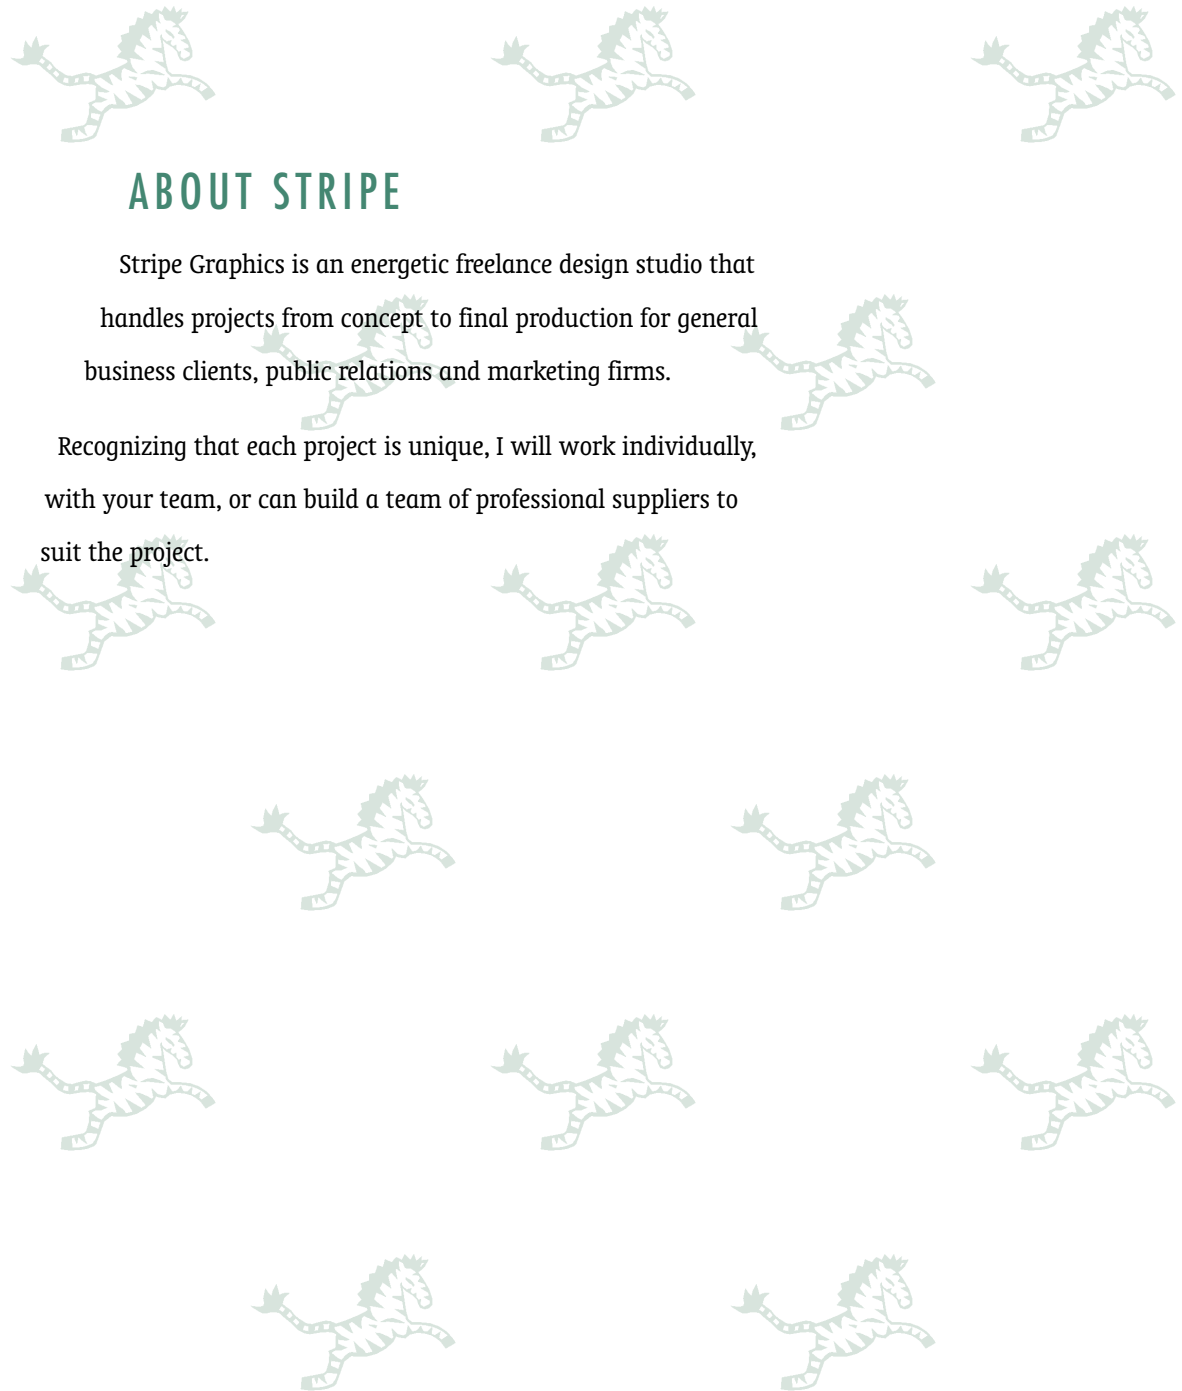 ABOUT STRIPE
Stripe Graphics is an energetic freelance design studio that
handles projects from concept to final production for general
business clients, public relations and marketing firms.
Recognizing that each project is unique, I will work individually,
with your team, or can build a team of professional suppliers to
suit the project.